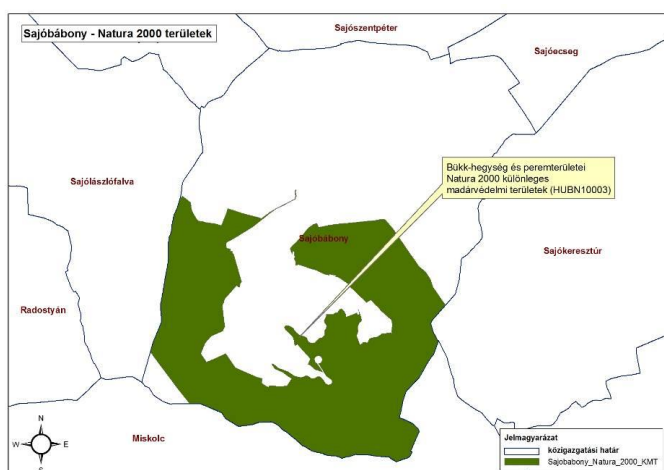 Sajóbábony - Natura 2000 területek
Sajószentpéter
Sajóecseg
Bükk-hegység és peremterületei
Natura 2000 különleges
madárvédelmi területek (HUBN10003)
Sajólászlófalva
Sajóbábony
Sajókeresztúr
Radostyán
Miskolc
N
W
E
S
Jelmagyarázat
közigazgatási határ
Sajobabony_Natura_2000_KMT